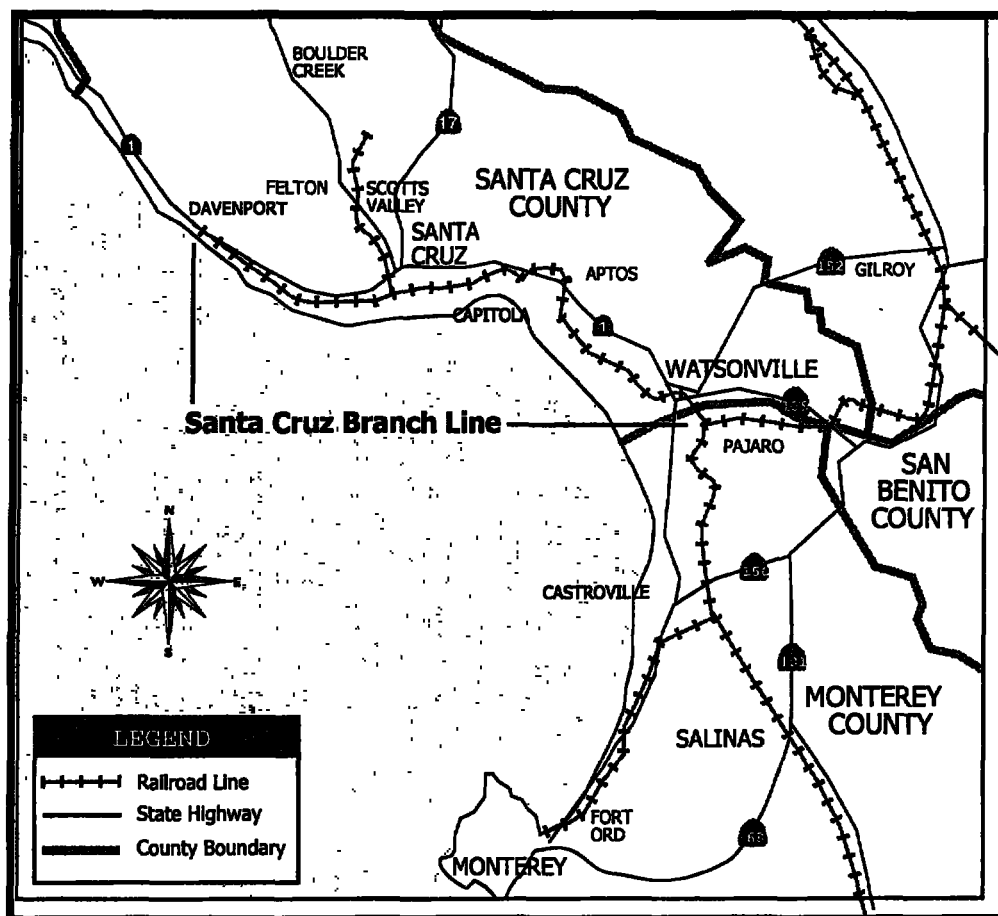 BOULDER
CREEK
17
1
SANTA CRUZ
COUNTY
FELTON
SCOTTS
VALLEY
DAVENPORT
SANTA
CRUZ
152
GILROY
APTOS
CAPITOLA
1
WATSONVILLE
Santa Cruz Branch Line
PAJARO
SAN
BENITO
COUNTY
N
W
E
S
CASTROVILLE
MONTEREY
COUNTY
SALINAS
LEGEND
Railroad Line
State Highway
County Boundary
FORT
ORD
68
MONTEREY